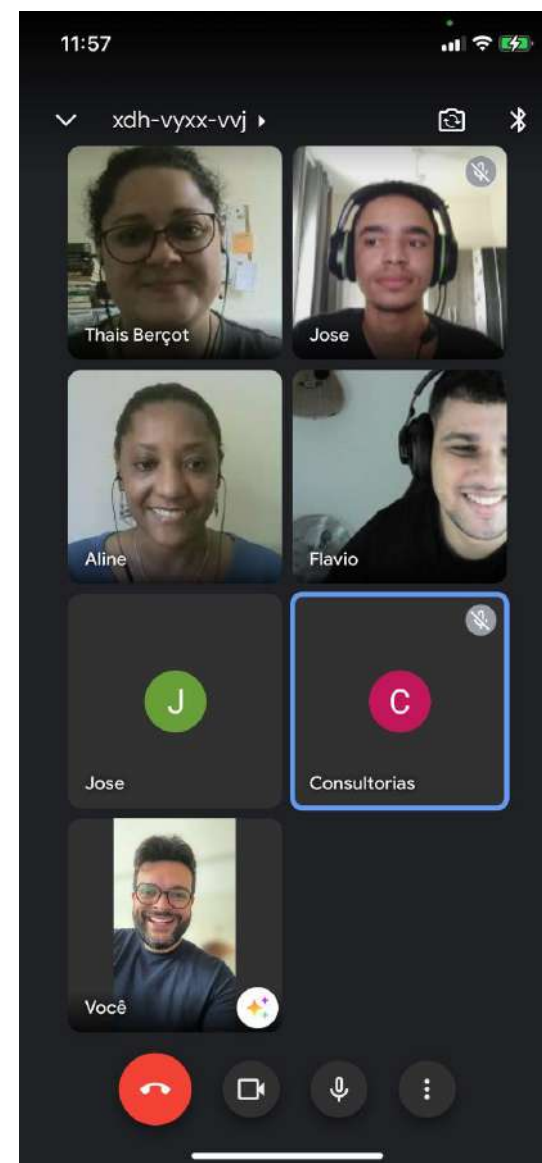 11:57
xdh-vyxx-vvj
Thais Berçot
Jose
Aline
Flavio
J
Jose
C
Consultorias
Você